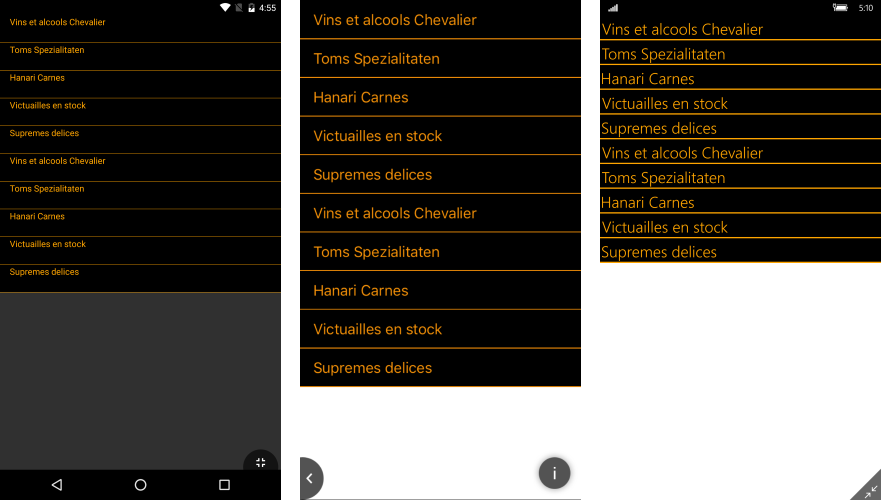 4:55
Vins et alcools Chevalier
Toms Spezialitaten
Hanari Carnes
Victuailles en stock
Supremes delices
Vins et alcools Chevalier
Toms Spezialitaten
Hanari Carnes
Victuailles en stock
Supremes delices
Vins et alcools Chevalier
Toms Spezialitaten
Hanari Carnes
Victuailles en stock
Supremes delices
Vins et alcools Chevalier
Toms Spezialitaten
Hanari Carnes
Victuailles en stock
Supremes delices
i
5:10
Vins et alcools Chevalier
Toms Spezialitaten
Hanari Carnes
Victuailles en stock
Supremes delices
Vins et alcools Chevalier
Toms Spezialitaten
Hanari Carnes
Victuailles en stock
Supremes delices